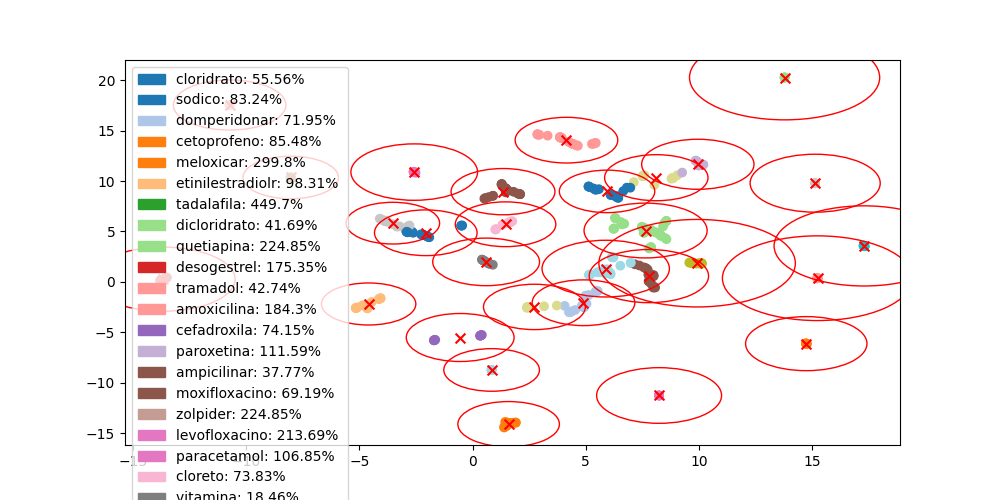 cloridrato: 55.56%
sodico: 83.24%
domperidonar: 71.95%
cetoprofeno: 85.48%
meloxicar: 299.8%
etinilestradiolr: 98.31%
tadalafila: 449.7%
dicloridrato: 41.69%
quetiapina: 224.85%
desogestrel: 175.35%
tramadol: 42.74%
amoxicilina: 184.3%
cefadroxila: 74.15%
paroxetina: 111.59%
ampicilinar: 37.77%
moxifloxacino: 69.19%
zolpider: 224.85%
levofloxacino: 213.69%
paracetamol: 106.85%
cloreto: 73.83%
vitamina: 18.46%
20
15
10
5
0
−5
−10
−15
−15 −10 −5 0 5 10 15